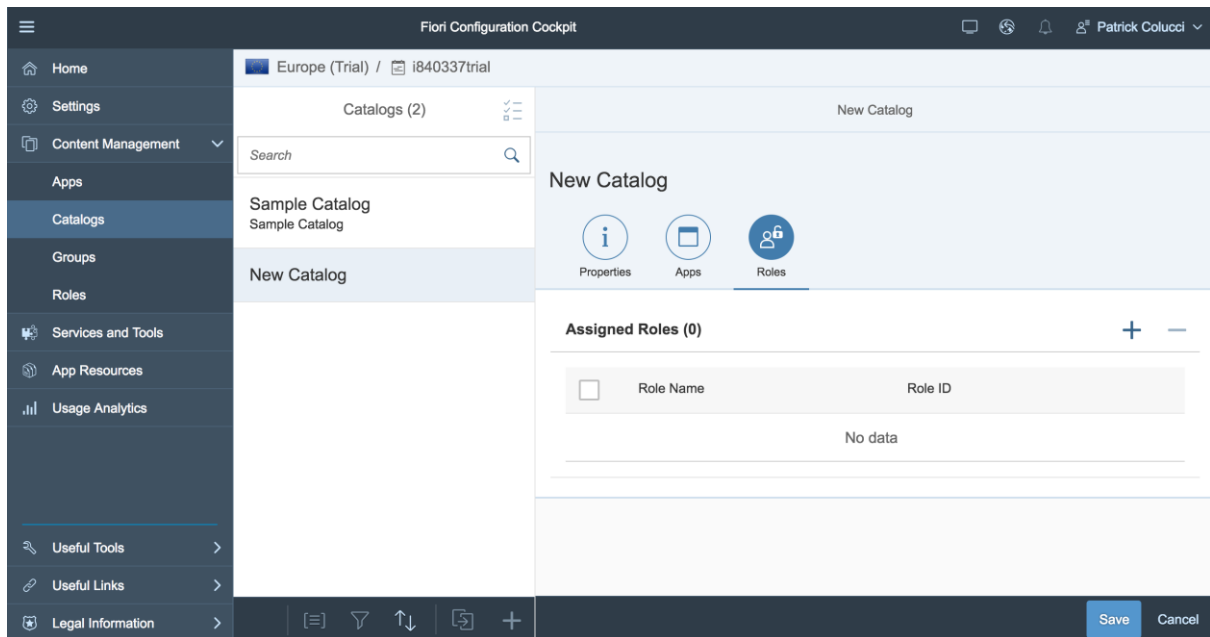 Fiori Configuration Cockpit
Patrick Colucci
Home
Settings
Content Management
Apps
Catalogs
Groups
Roles
Services and Tools
App Resources
Usage Analytics
Useful Tools
Useful Links
Legal Information
Europe (Trial) / i840337trial
Catalogs (2)
Search
Sample Catalog
Sample Catalog
New Catalog
New Catalog
New Catalog
Properties
Apps
Roles
Assigned Roles (0)
Role Name
Role ID
No data
Save
Cancel